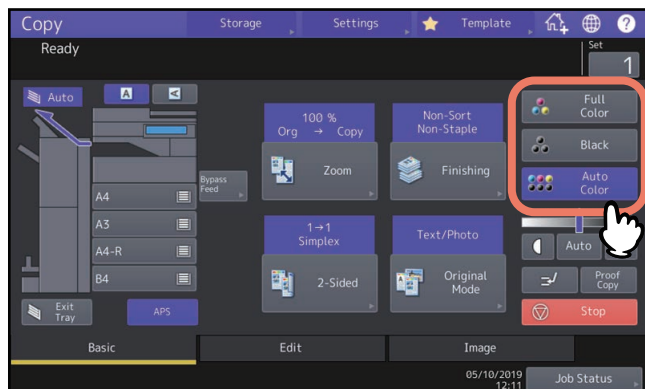 Copy
Storage
Settings
Template
?
Ready
Set
1
Auto
A
A
100 %
Org → Copy
Non-Sort
Non-Staple
Full
Color
Black
Auto
Color
Zoom
Finishing
Bypass
Feed
A4
A3
A4-R
B4
1→1
Simplex
Text/Photo
2-Sided
Original
Mode
Auto
Proof
Copy
Exit
Tray
APS
Stop
Basic
Edit
Image
05/10/2019
12:11
Job Status